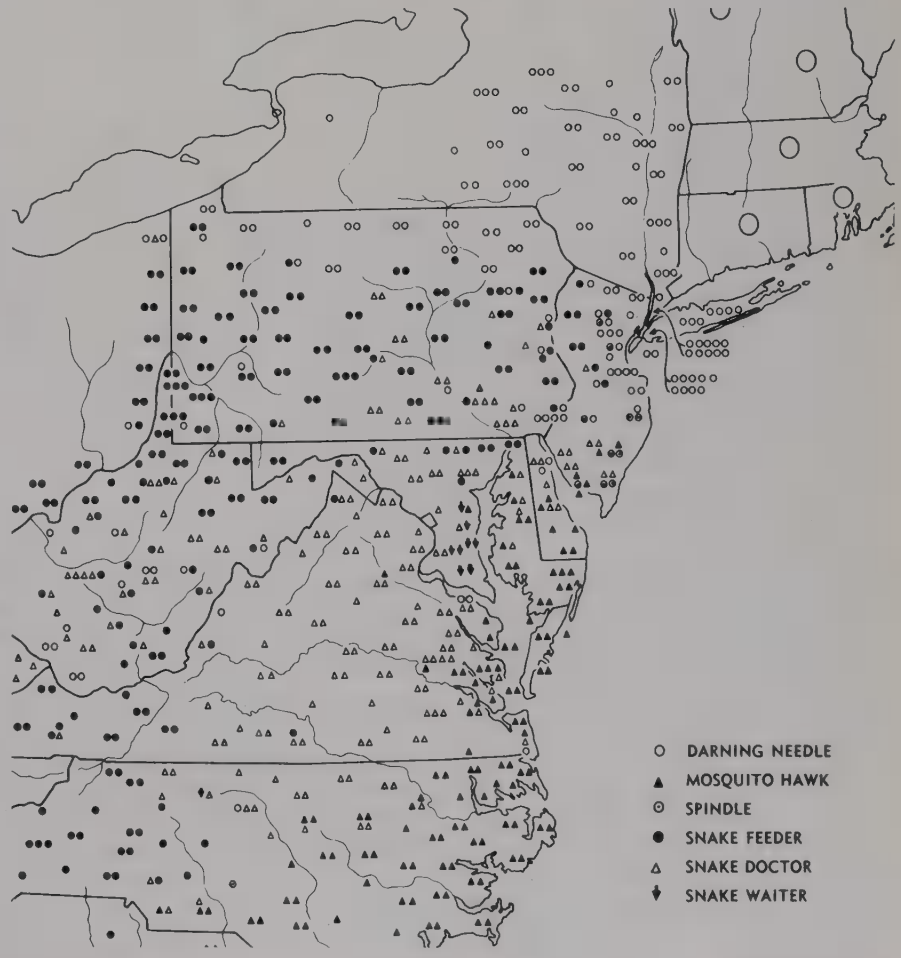 DARNING NEEDLE
MOSQUITO HAWK
SPINDLE
SNAKE FEEDER
SNAKE DOCTOR
SNAKE WAITER